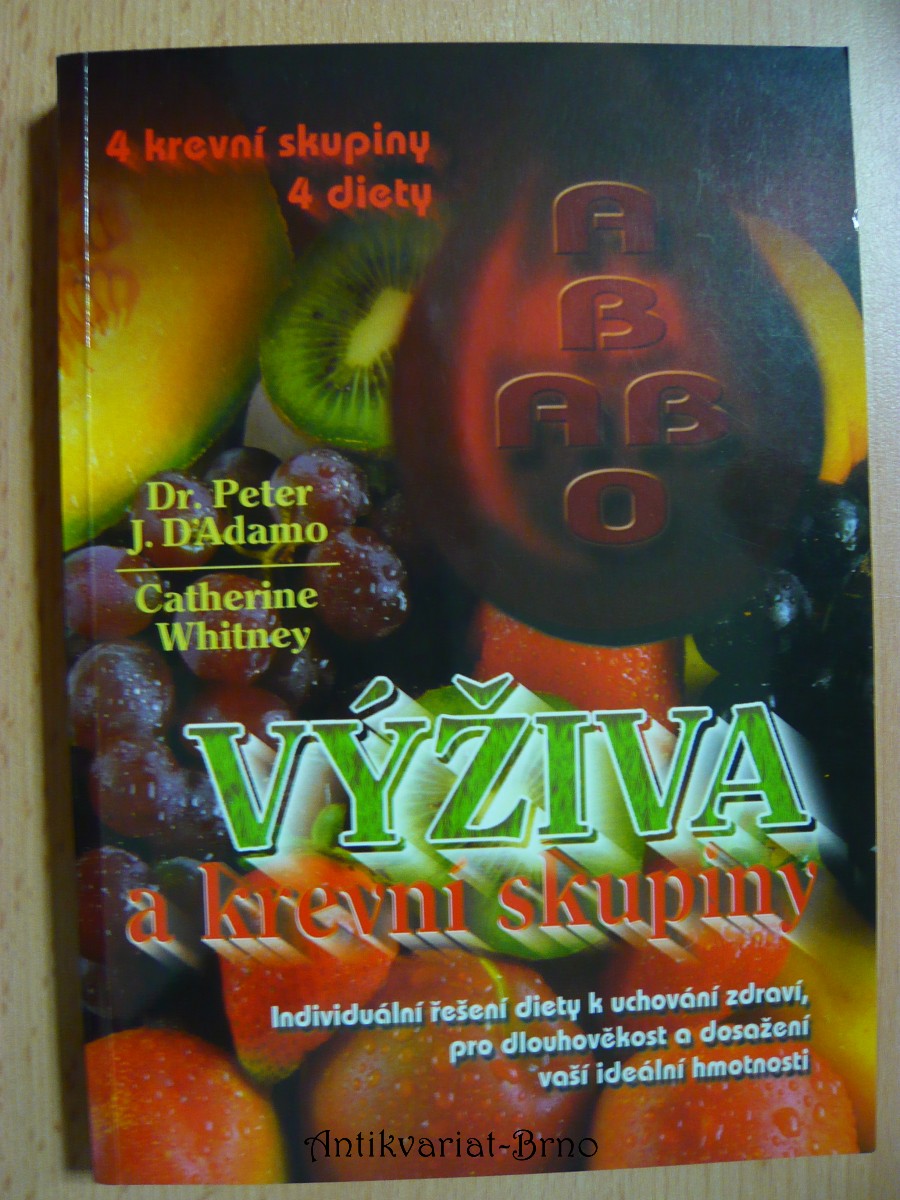 4 krevní skupiny
4 diety
A
B
AB
O
Dr. Peter
J. D'Adamo
Catherine
Whitney
VÝŽIVA
a krevní skupiny
Individuální řešení diety k uchování zdraví,
pro dlouhověkost a dosažení
vaší ideální hmotnosti
Antikvariat-Brno